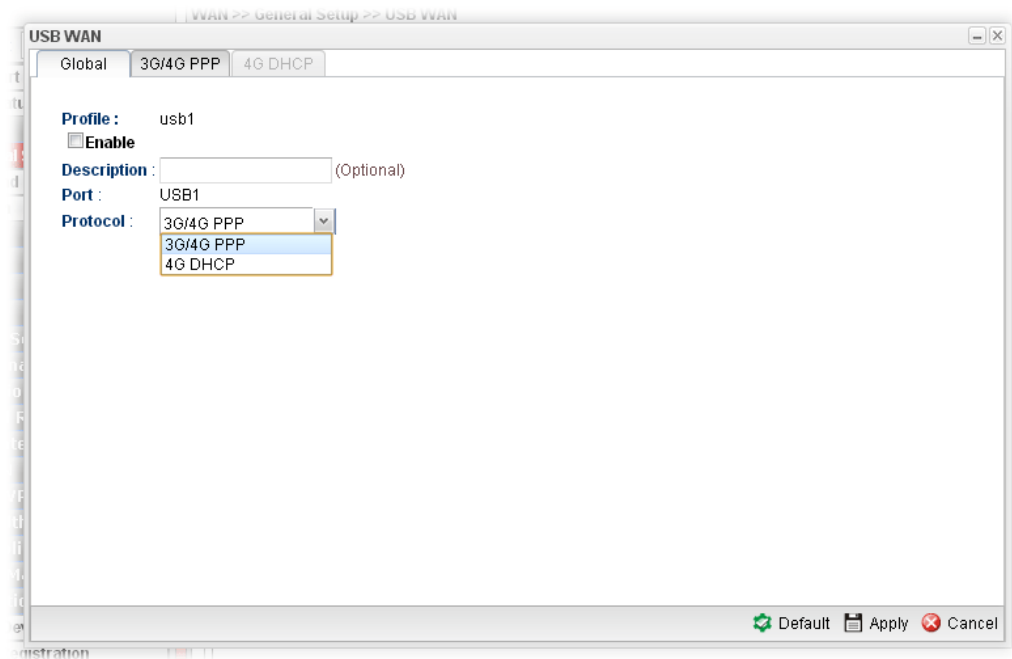 WAN >> General Setup >> USB WAN
USB WAN
Global 3G/4G PPP 4G DHCP
Profile : usb1
Enable
Description : (Optional)
Port : USB1
Protocol : 3G/4G PPP
3G/4G PPP
4G DHCP
Default Apply Cancel